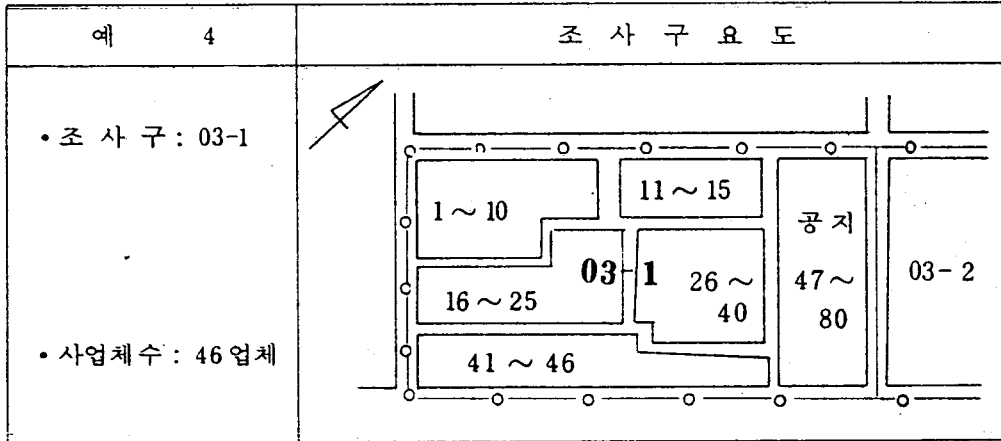 예 4
조 사 구 요 도
• 조 사 구 : 03-1
• 사업체수 : 46 업체
1 ~ 10
11 ~ 15
공지
03-1
16 ~ 25
26 ~
40
47 ~
80
03-2
41 ~ 46